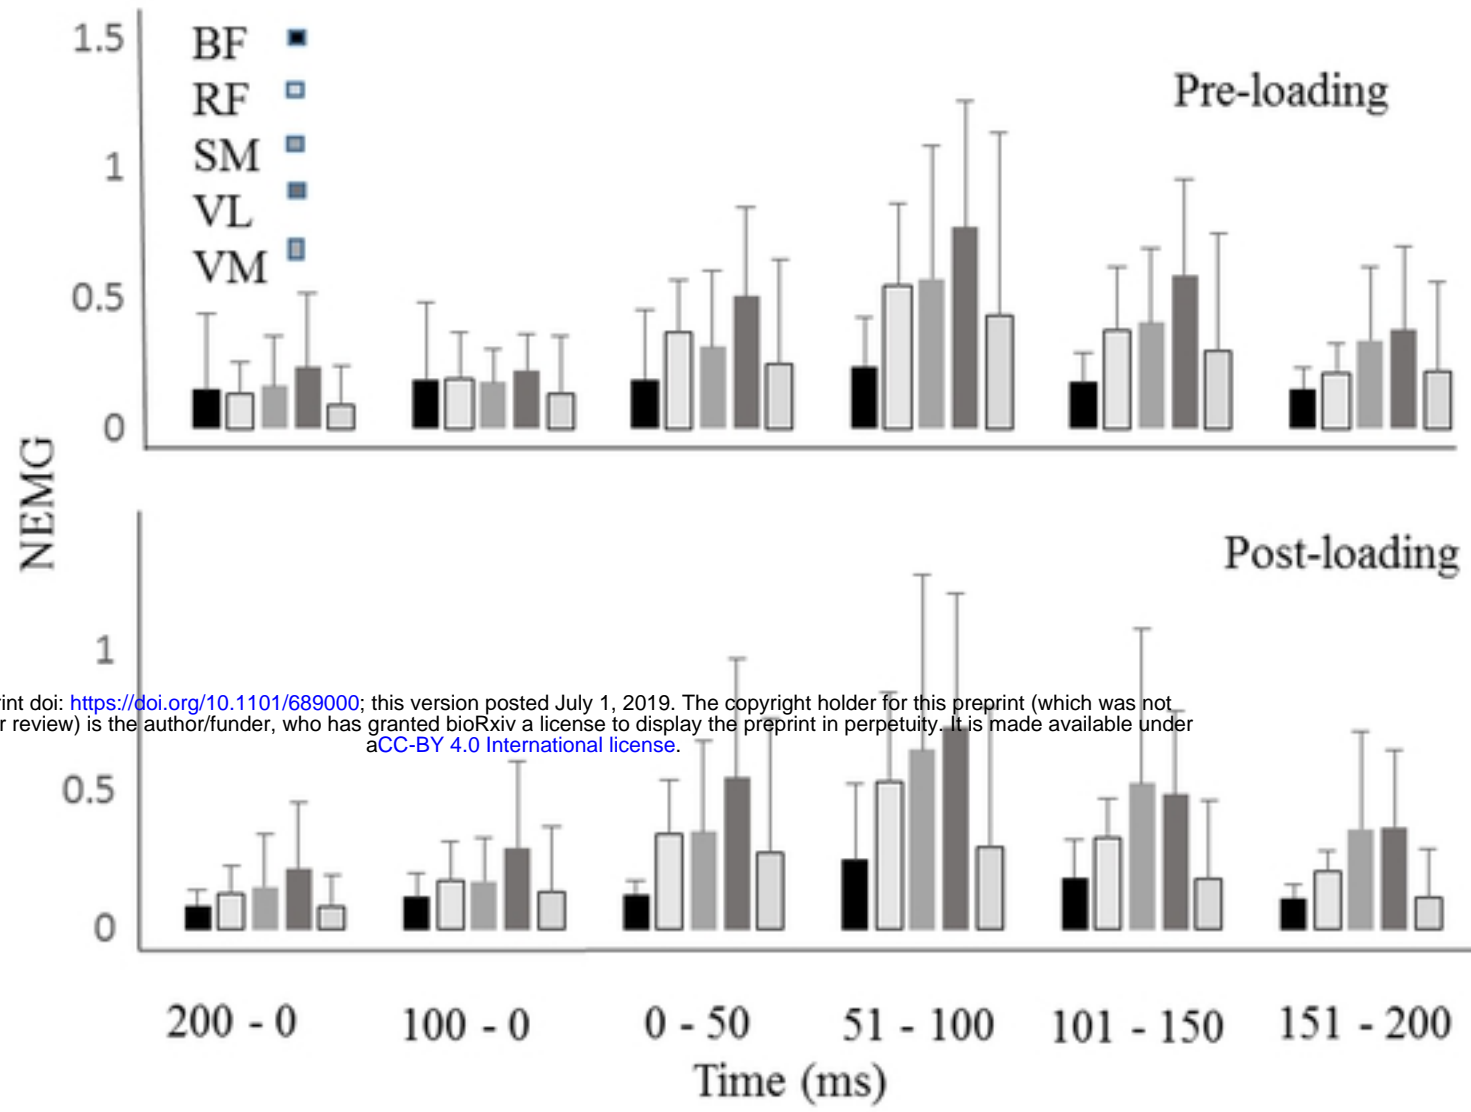 1.5
BF
RF
SM
VL
VM
Pre-loading
1
0.5
0
NEMG
Post-loading
1
int doi: https://doi.org/10.1101/689000; this version posted July 1, 2019. The copyright holder for this preprint (which was not
r review) is the author/funder, who has granted bioRxiv a license to display the preprint in perpetuity. It is made available under
aCC-BY 4.0 International license.
0.5
0
200 - 0 100 - 0 0 - 50 51 - 100 101 - 150 151 - 200
Time (ms)